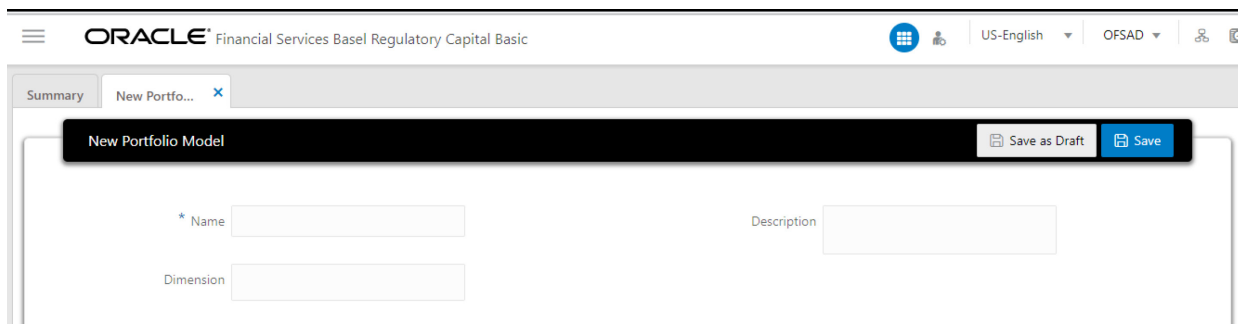 ORACLE® Financial Services Basel Regulatory Capital Basic US-English OFSAD
Summary New Portfo...
New Portfolio Model Save as Draft Save
* Name Description
Dimension